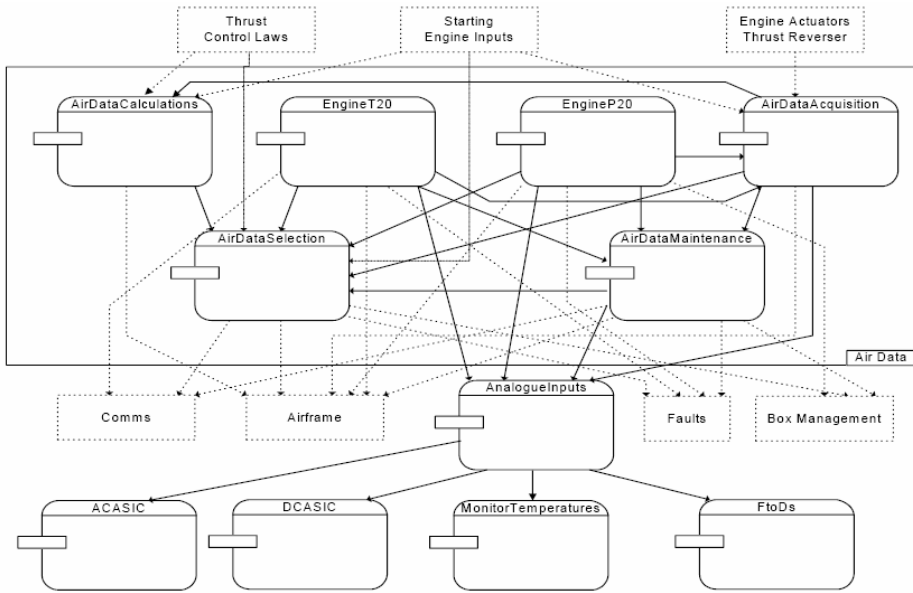 Thrust
Control Laws
Starting
Engine Inputs
Engine Actuators
Thrust Reverser
AirDataCalculations
EngineT20
EngineP20
AirDataAcquisition
AirDataSelection
AirDataMaintenance
Air Data
Comms
Airframe
AnalogueInputs
Faults
Box Management
ACASIC
DCASIC
MonitorTemperatures
FtoDs